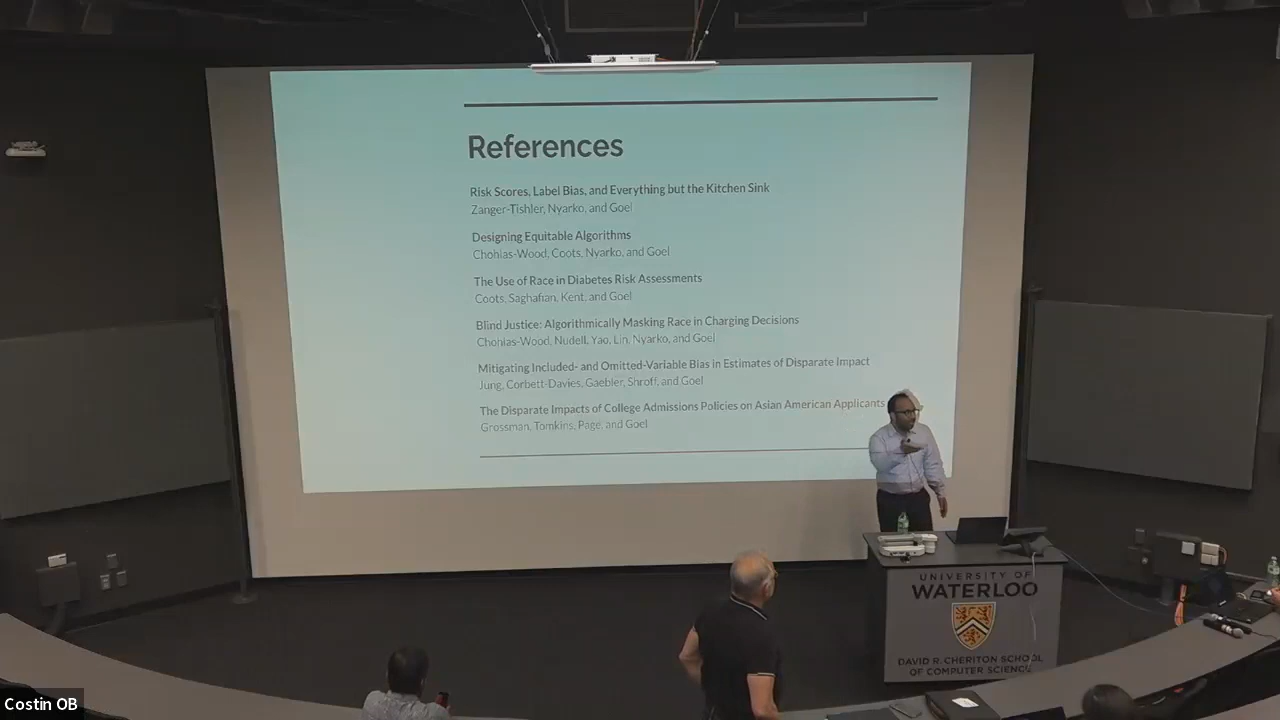 References
Risk Scores, Label Bias, and Everything but the Kitchen Sink
Zanger-Tishler, Nyarko, and Goel
Designing Equitable Algorithms
Chohlas-Wood, Coots, Nyarko, and Goel
The Use of Race in Diabetes Risk Assessments
Coots, Saghafian, Kent, and Goel
Blind Justice: Algorithmically Masking Race in Charging Decisions
Chohlas-Wood, Nudell, Yao, Lin, Nyarko, and Goel
Mitigating Included- and Omitted-Variable Bias in Estimates of Disparate Impact
Jung, Corbett-Davies, Gaebler, Shroff, and Goel
The Disparate Impacts of College Admissions Policies on Asian American Applicants
Grossman, Tomkins, Page, and Goel
UNIVERSITY OF
WATERLOO
DAVID R. CHERITON SCHOOL
OF COMPUTER SCIENCE
Costin OB